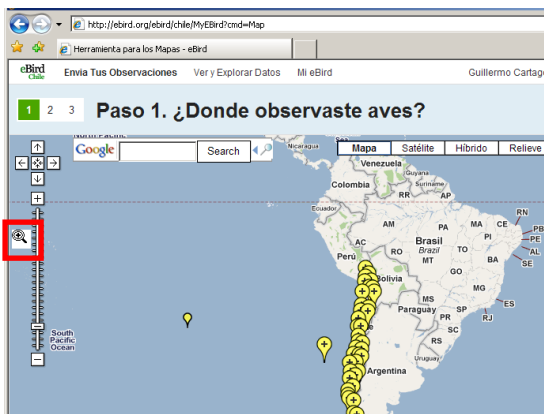 http://ebird.org/ebird/chile/MyEBird?cmd=Map
Herramienta para los Mapas - eBird
eBird Chile
Envia Tus Observaciones Ver y Explorar Datos Mi eBird Guillermo Cartag
1 2 3 Paso 1. ¿Donde observaste aves?
North Pacific
Google Search Mapa Satélite Híbrido Relieve
Nicaragua
Venezuela
Guyana
Suriname
Colombia
RR AP
Ecuador
RN
AM PA MA CE PB
AC PI PE
Brasil
Brazil
TO AL
Perú RO MT BA SE
GO
Bolivia
MG
MS ES
Paraguay SP
PR RJ
SC
South Pacific Ocean
RS
Uruguay
Argentina